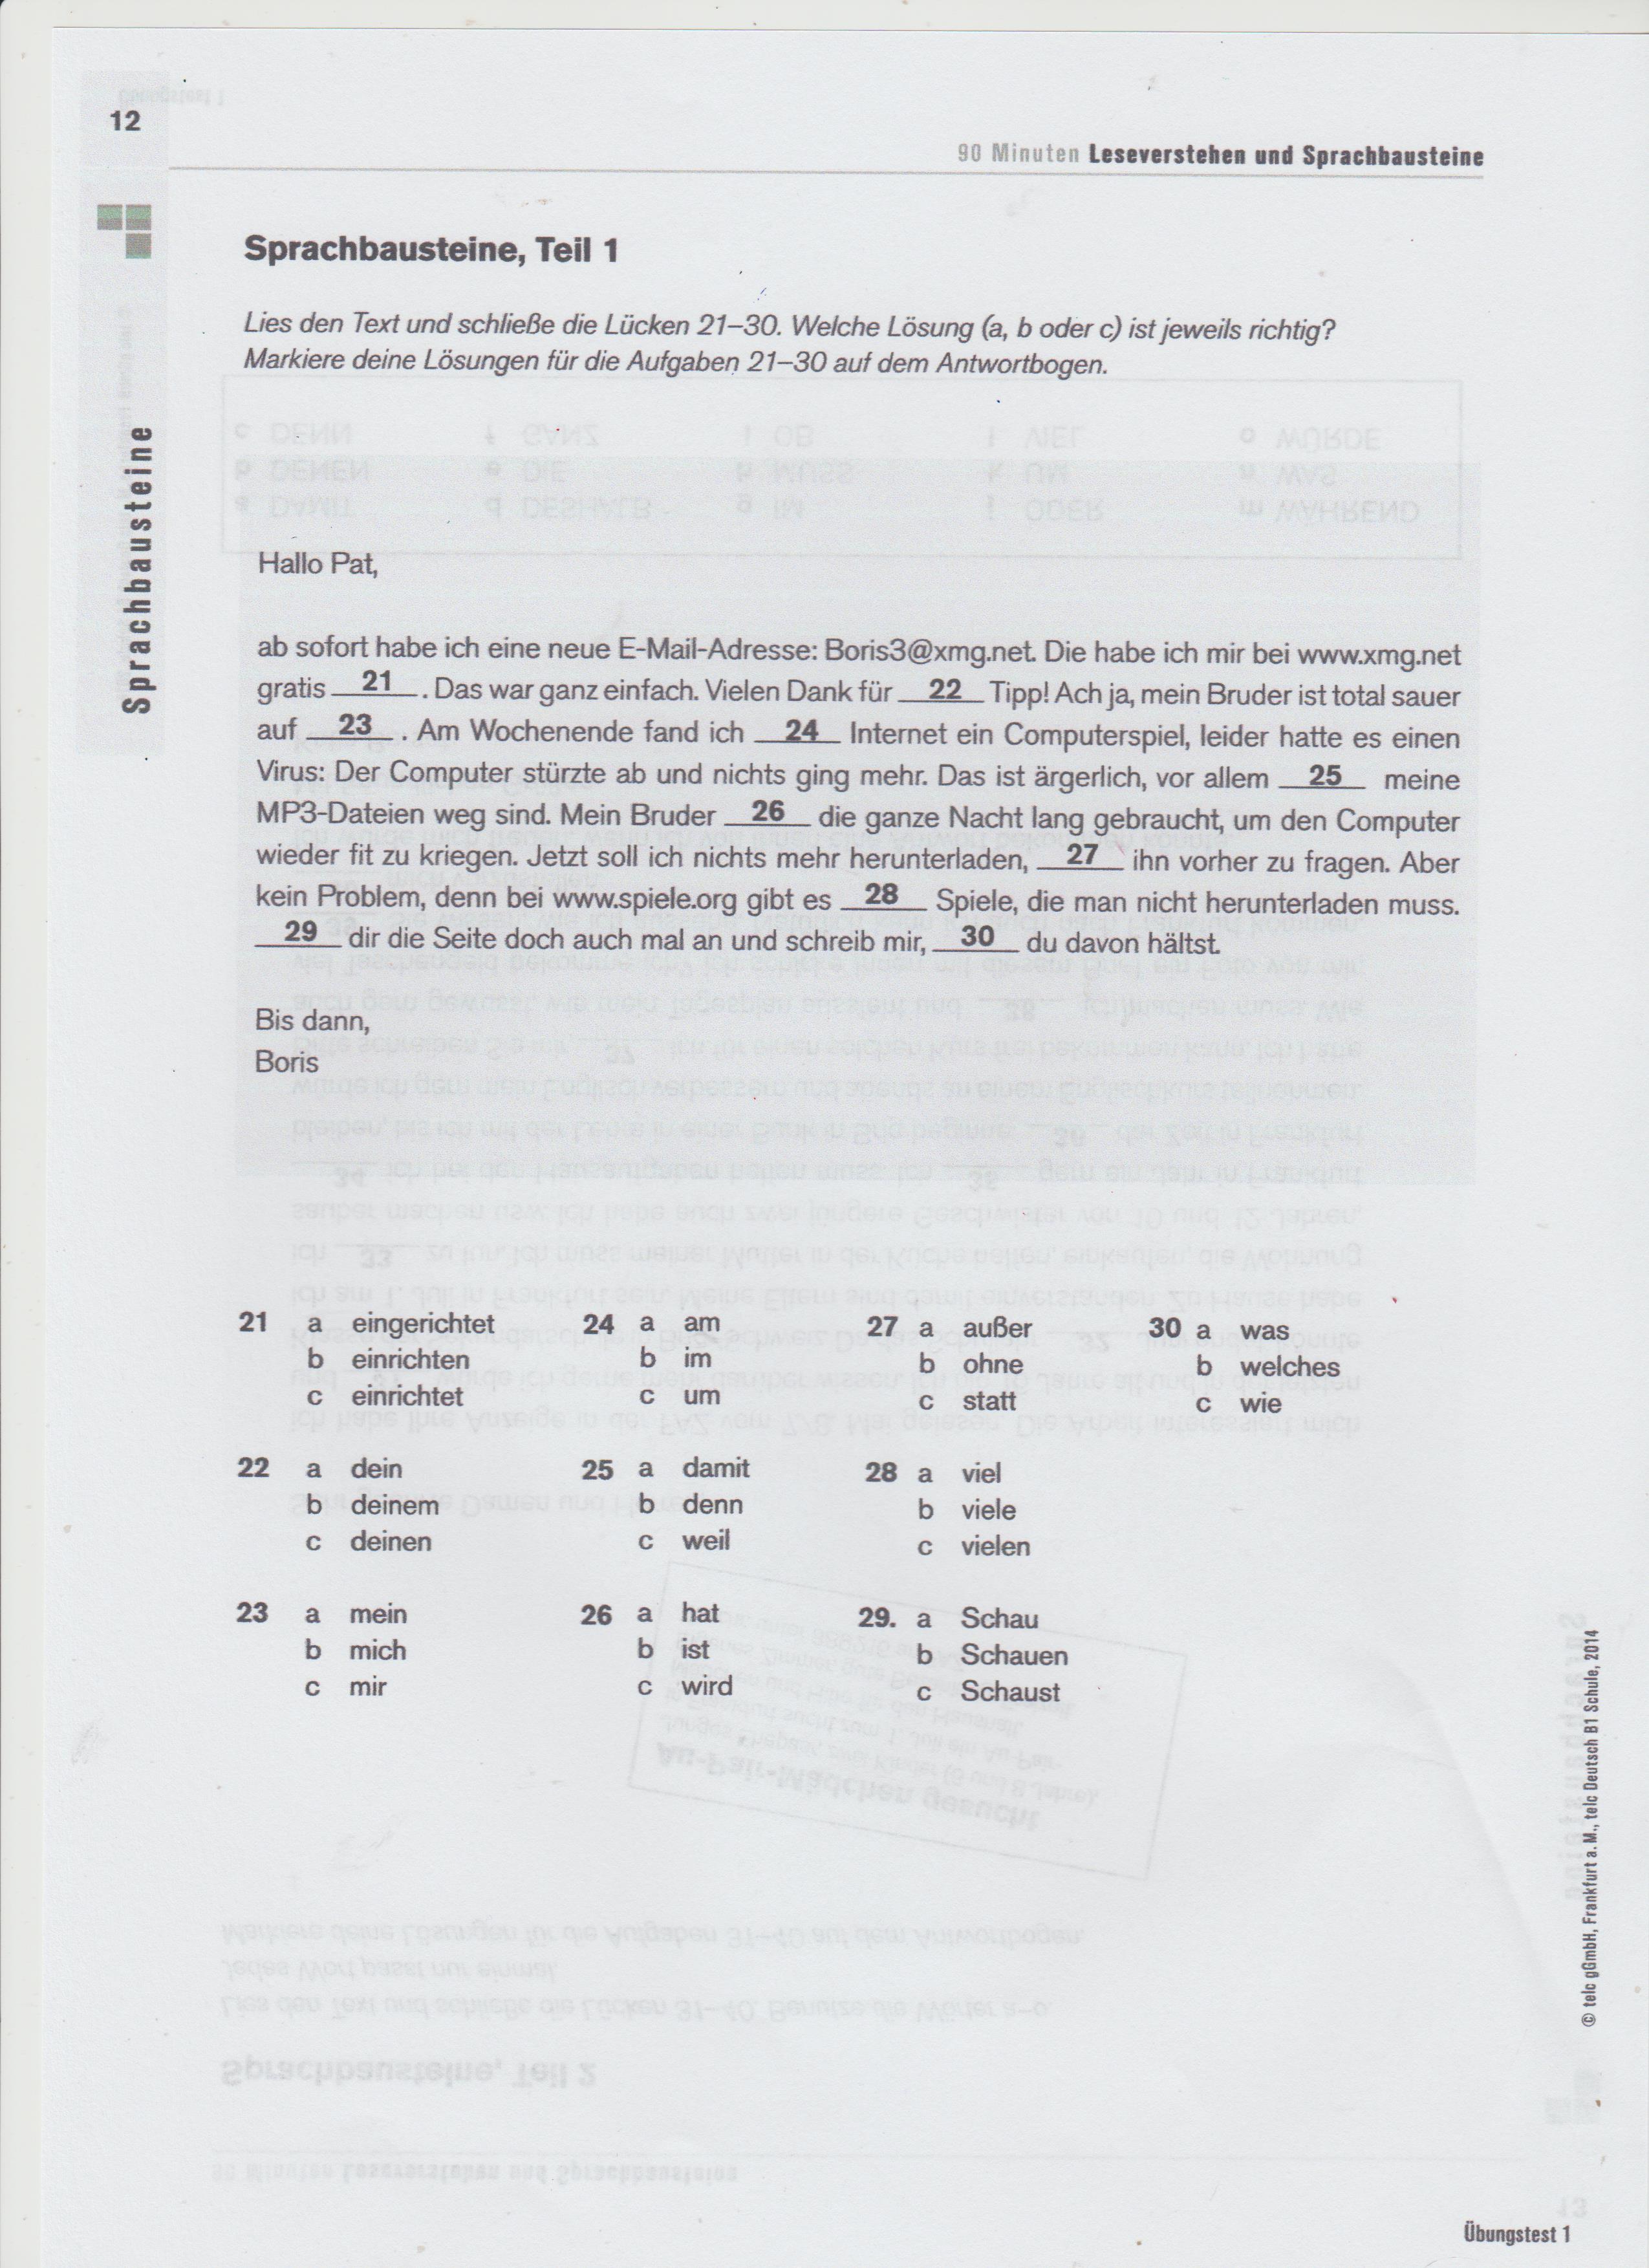 12
90 Minuten Leseverstehen und Sprachbausteine
Sprachbausteine
Sprachbausteine, Teil 1
Lies den Text und schließe die Lücken 21–30. Welche Lösung (a, b oder c) ist jeweils richtig?
Markiere deine Lösungen für die Aufgaben 21–30 auf dem Antwortbogen.
Hallo Pat,
ab sofort habe ich eine neue E-Mail-Adresse: Boris3@xmg.net. Die habe ich mir bei www.xmg.net
gratis 21 . Das war ganz einfach. Vielen Dank für 22 Tipp! Ach ja, mein Bruder ist total sauer
auf 23 . Am Wochenende fand ich 24 Internet ein Computerspiel, leider hatte es einen
Virus: Der Computer stürzte ab und nichts ging mehr. Das ist ärgerlich, vor allem 25 meine
MP3-Dateien weg sind. Mein Bruder 26 die ganze Nacht lang gebraucht, um den Computer
wieder fit zu kriegen. Jetzt soll ich nichts mehr herunterladen, 27 ihn vorher zu fragen. Aber
kein Problem, denn bei www.spiele.org gibt es 28 Spiele, die man nicht herunterladen muss.
29 dir die Seite doch auch mal an und schreib mir, 30 du davon hältst.
Bis dann,
Boris
21 a eingerichtet
b einrichten
c einrichtet
22 a dein
b deinem
c deinen
23 a mein
b mich
c mir
24 a am
b im
c um
25 a damit
b denn
c weil
26 a hat
b ist
c wird
27 a außer
b ohne
c statt
28 a viel
b viele
c vielen
29. a Schau
b Schauen
c Schaust
30 a was
b welches
c wie
© telc gGmbH, Frankfurt a. M., telc Deutsch B1 Schule, 2014
Übungstest 1